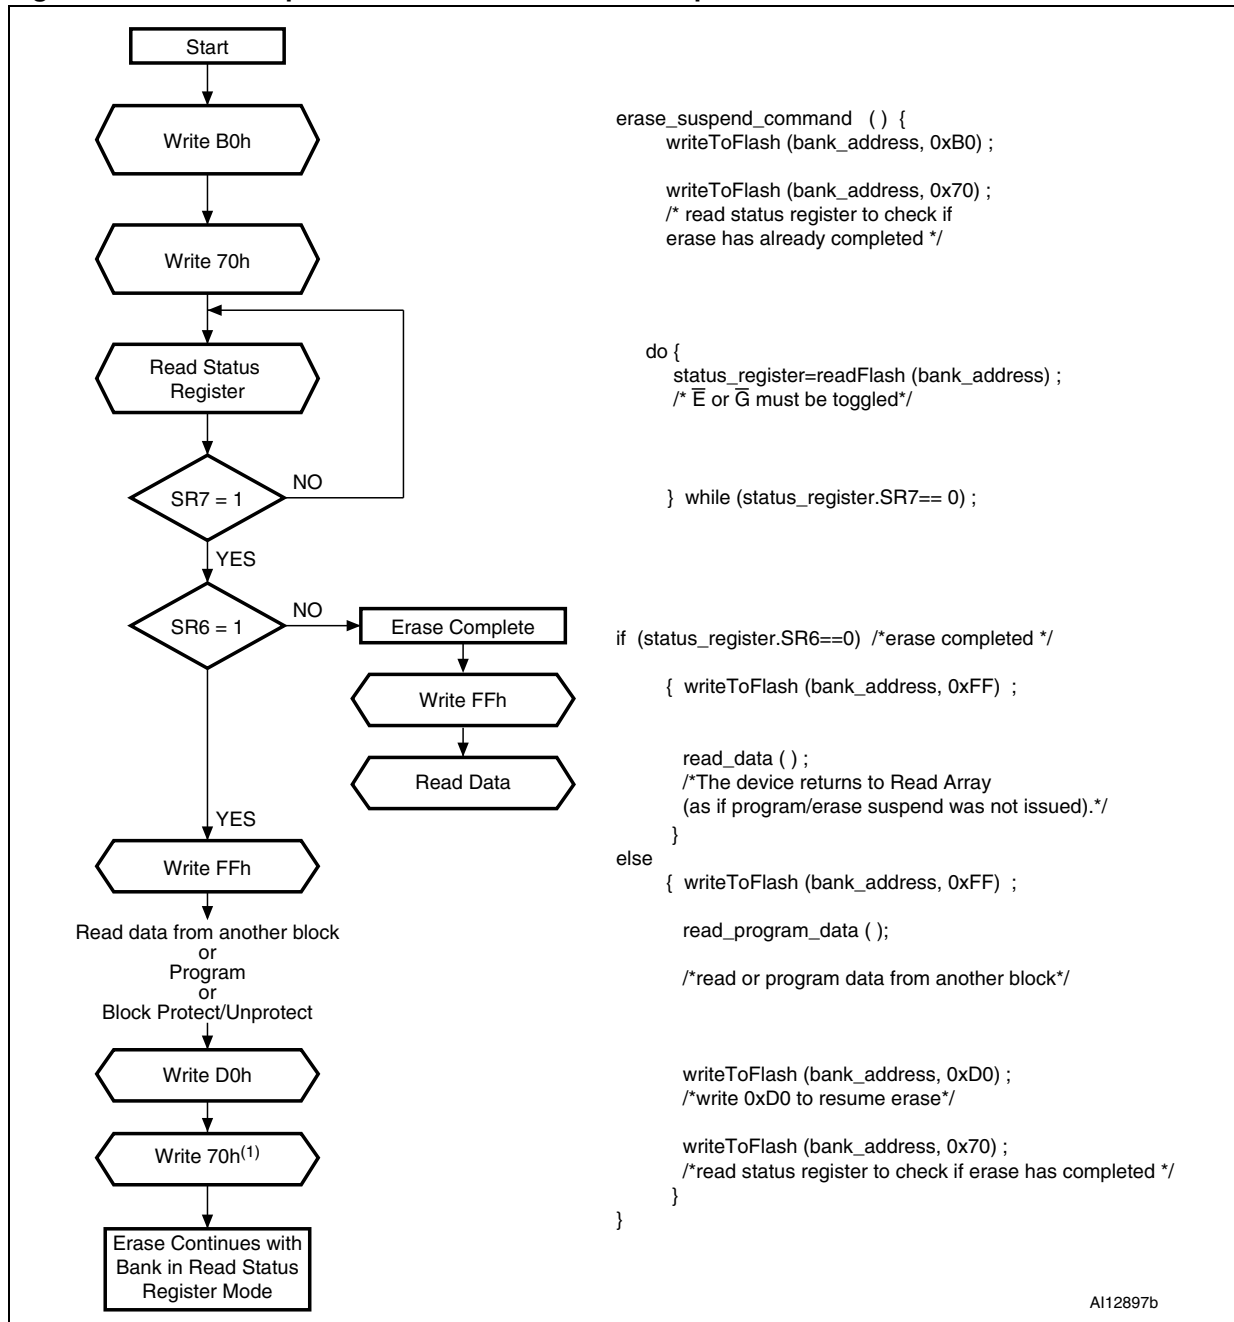 Start
Write B0h
Write 70h
Read Status
Register
SR7 = 1
NO
YES
SR6 = 1
NO
Erase Complete
Write FFh
Read Data
YES
Write FFh
Read data from another block
or
Program
or
Block Protect/Unprotect
Write D0h
Write 70h(1)
Erase Continues with
Bank in Read Status
Register Mode
erase_suspend_command ( ) {
writeToFlash (bank_address, 0xB0) ;
writeToFlash (bank_address, 0x70) ;
/* read status register to check if
erase has already completed */
do {
status_register=readFlash (bank_address) ;
/* E̅ or G̅ must be toggled*/
} while (status_register.SR7== 0) ;
if (status_register.SR6==0) /*erase completed */
{ writeToFlash (bank_address, 0xFF) ;
read_data ( ) ;
/*The device returns to Read Array
(as if program/erase suspend was not issued).*/
}
else
{ writeToFlash (bank_address, 0xFF) ;
read_program_data ( );
/*read or program data from another block*/
writeToFlash (bank_address, 0xD0) ;
/*write 0xD0 to resume erase*/
writeToFlash (bank_address, 0x70) ;
/*read status register to check if erase has completed */
}
}
AI12897b